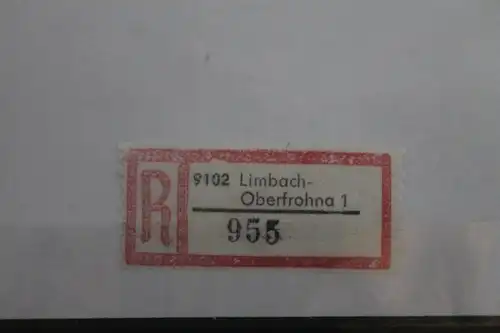 R
9102 Limbach-
Oberfrohna 1
955